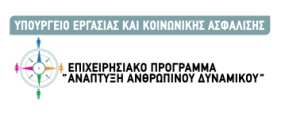 ΥΠΟΥΡΓΕΙΟ ΕΡΓΑΣΙΑΣ ΚΑΙ ΚΟΙΝΩΝΙΚΗΣ ΑΣΦΑΛΙΣΗΣ
ΕΠΙΧΕΙΡΗΣΙΑΚΟ ΠΡΟΓΡΑΜΜΑ
"ΑΝΑΠΤΥΞΗ ΑΝΘΡΩΠΙΝΟΥ ΔΥΝΑΜΙΚΟΥ"